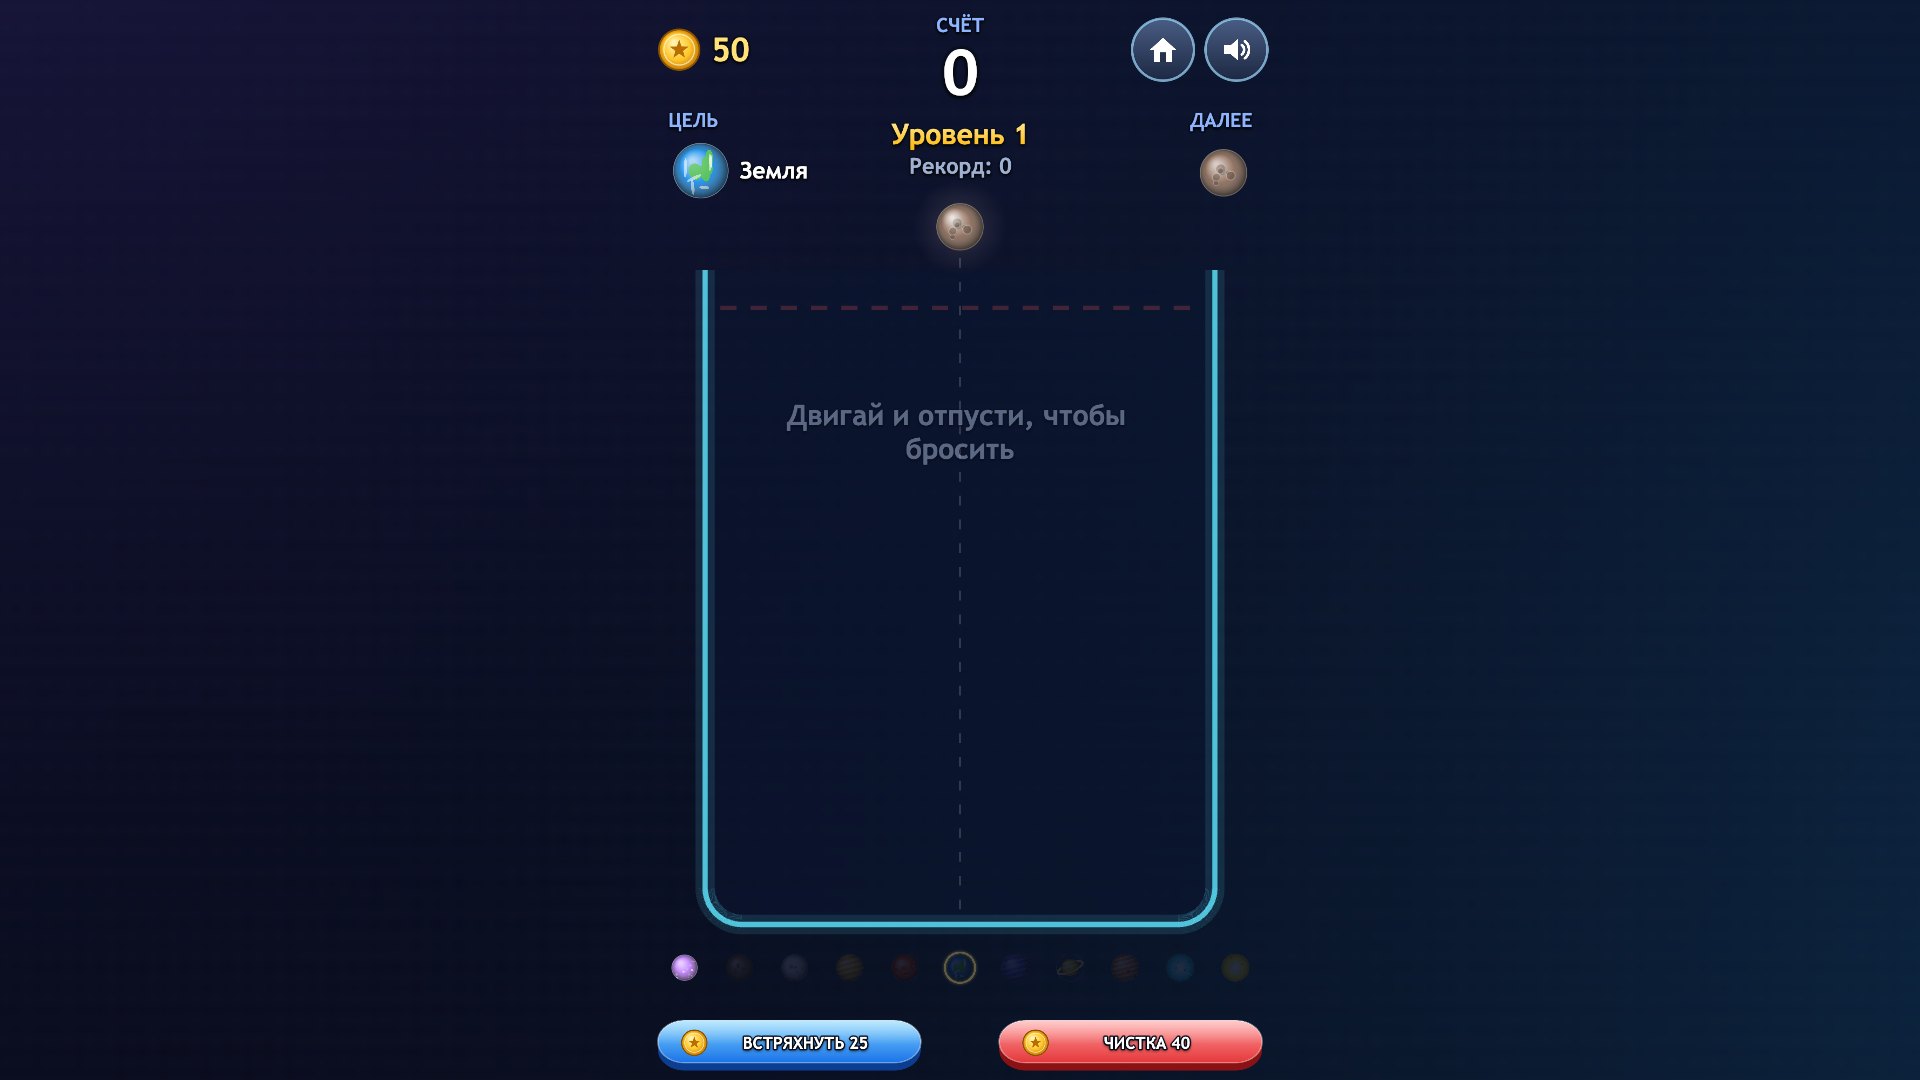 50
СЧЁТ
0
ЦЕЛЬ
Земля
Уровень 1
Рекорд: 0
ДАЛЕЕ
Двигай и отпусти, чтобы
бросить
ВСТРЯХНУТЬ 25
ЧИСТКА 40